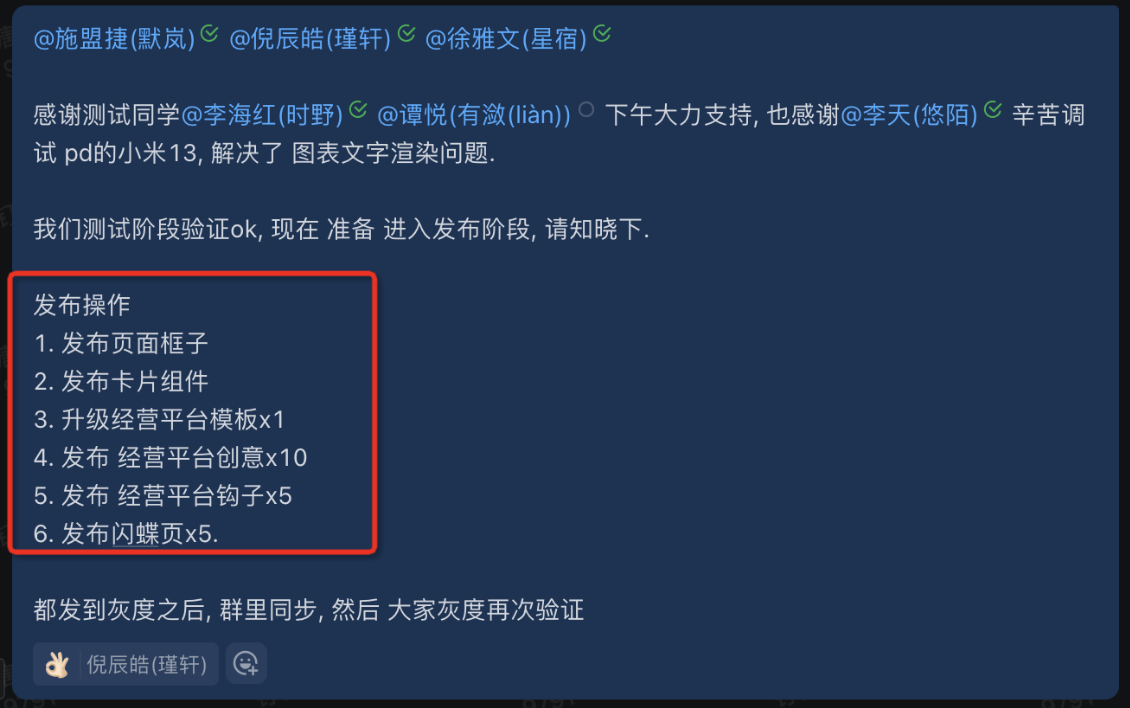 @施盟捷(默岚) @倪辰皓(瑾轩) @徐雅文(星宿)
感谢测试同学@李海红(时野) @谭悦(有潋(liàn)) 下午大力支持, 也感谢@李天(悠陌) 辛苦调
试 pd的小米13, 解决了 图表文字渲染问题.
我们测试阶段验证ok, 现在 准备 进入发布阶段, 请知晓下.
发布操作
1. 发布页面框子
2. 发布卡片组件
3. 升级经营平台模板x1
4. 发布 经营平台创意x10
5. 发布 经营平台钩子x5
6. 发布闪蝶页x5.
都发到灰度之后, 群里同步, 然后 大家灰度再次验证
倪辰皓(瑾轩)